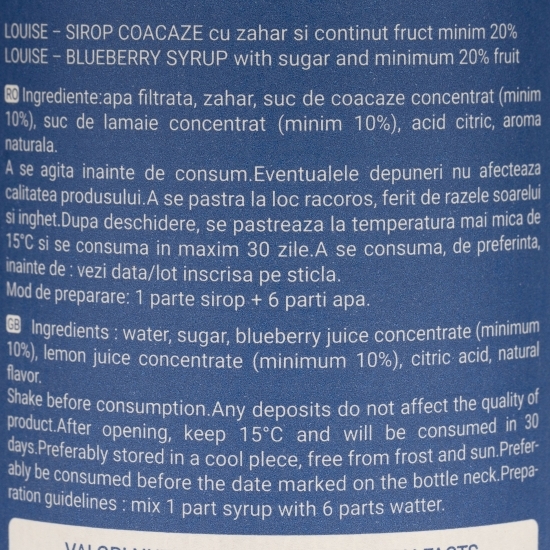 LOUISE – SIROP COACAZE cu zahar si continut fruct minim 20%
LOUISE – BLUEBERRY SYRUP with sugar and minimum 20% fruit
RO Ingrediente:apa filtrata, zahar, suc de coacaze concentrat (minim
10%), suc de lamaie concentrat (minim 10%), acid citric, aroma
naturala.
A se agita inainte de consum.Eventualele depuneri nu afecteaza
calitatea produsului.A se pastra la loc racoros, ferit de razele soarelui
si inghet.Dupa deschidere, se pastreaza la temperatura mai mica de
15°C si se consuma in maxim 30 zile.A se consuma, de preferinta,
inainte de : vezi data/lot inscrisa pe sticla.
Mod de preparare: 1 parte sirop + 6 parti apa.
GB Ingredients : water, sugar, blueberry juice concentrate (minimum
10%), lemon juice concentrate (minimum 10%), citric acid, natural
flavor.
Shake before consumption.Any deposits do not affect the quality of
product.After opening, keep 15°C and will be consumed in 30
days.Preferably stored in a cool plece, free from frost and sun.Prefer-
ably be consumed before the date marked on the bottle neck.Prepa-
ration guidelines : mix 1 part syrup with 6 parts watter.